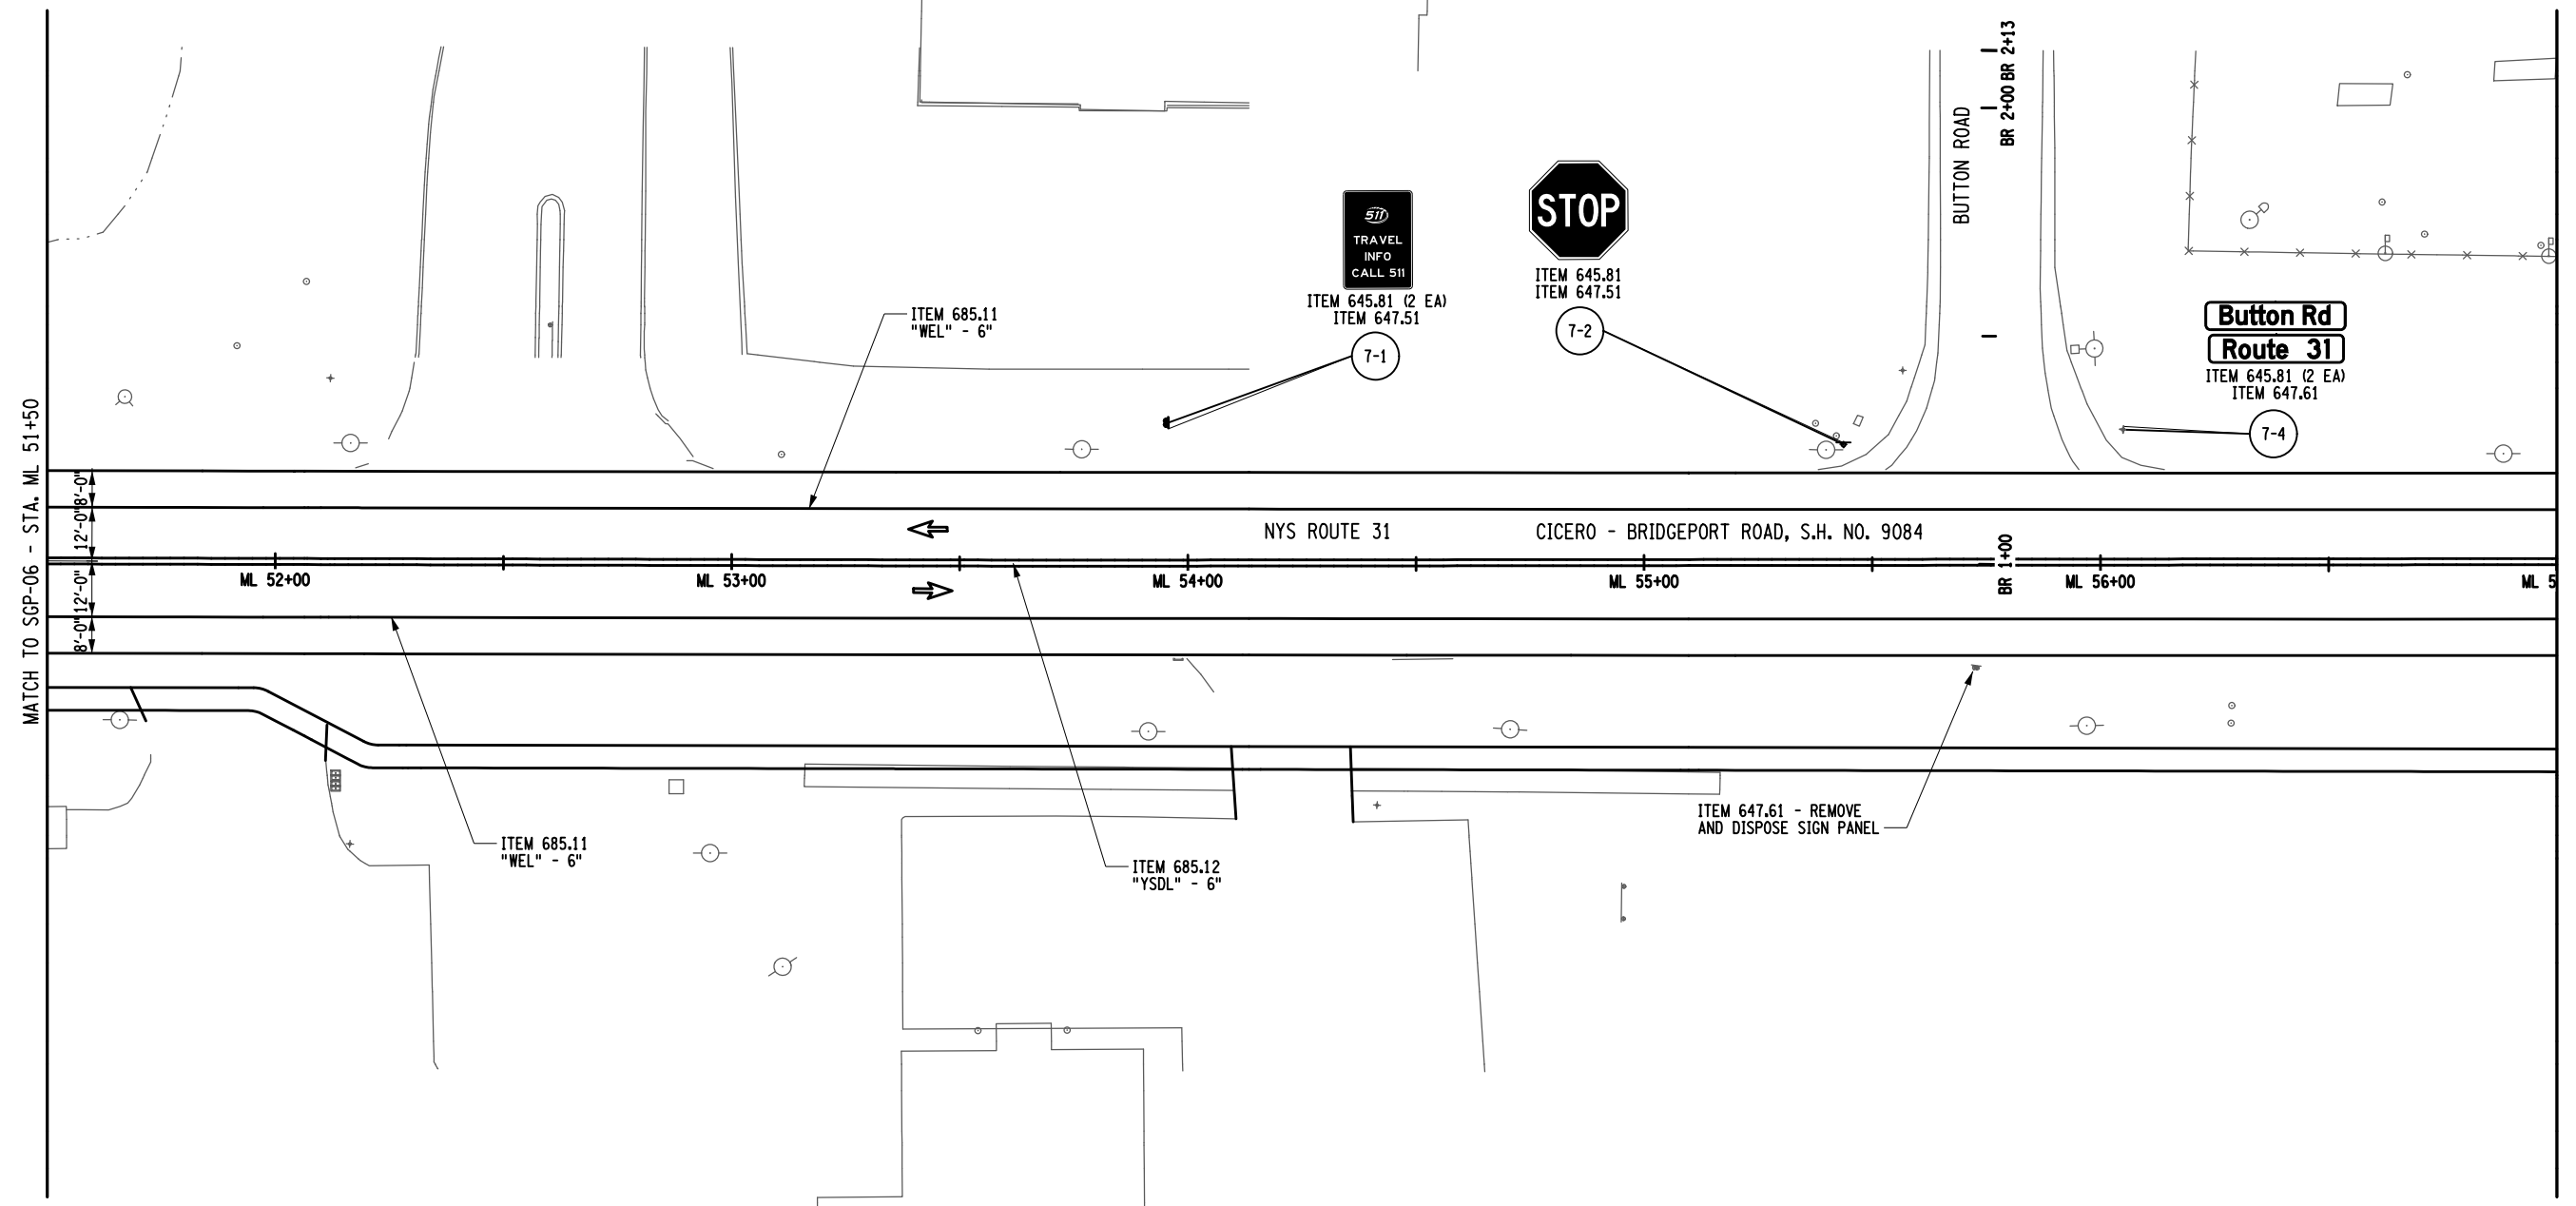 BR 2+13
BR 2+00
BUTTON ROAD
511
TRAVEL
INFO
CALL 511
ITEM 645.81 (2 EA)
ITEM 647.51
7-1
STOP
ITEM 645.81
ITEM 647.51
7-2
Button Rd
Route 31
ITEM 645.81 (2 EA)
ITEM 647.61
7-4
ITEM 685.11
"WEL" - 6"
MATCH TO SGP-06 - STA. ML 51+50
8'-0"
12'-0"
12'-0"
8'-0"
NYS ROUTE 31
CICERO - BRIDGEPORT ROAD, S.H. NO. 9084
BR 1+00
ML 52+00
ML 53+00
ML 54+00
ML 55+00
ML 56+00
ML 5
ITEM 647.61 - REMOVE
AND DISPOSE SIGN PANEL
ITEM 685.11
"WEL" - 6"
ITEM 685.12
"YSDL" - 6"